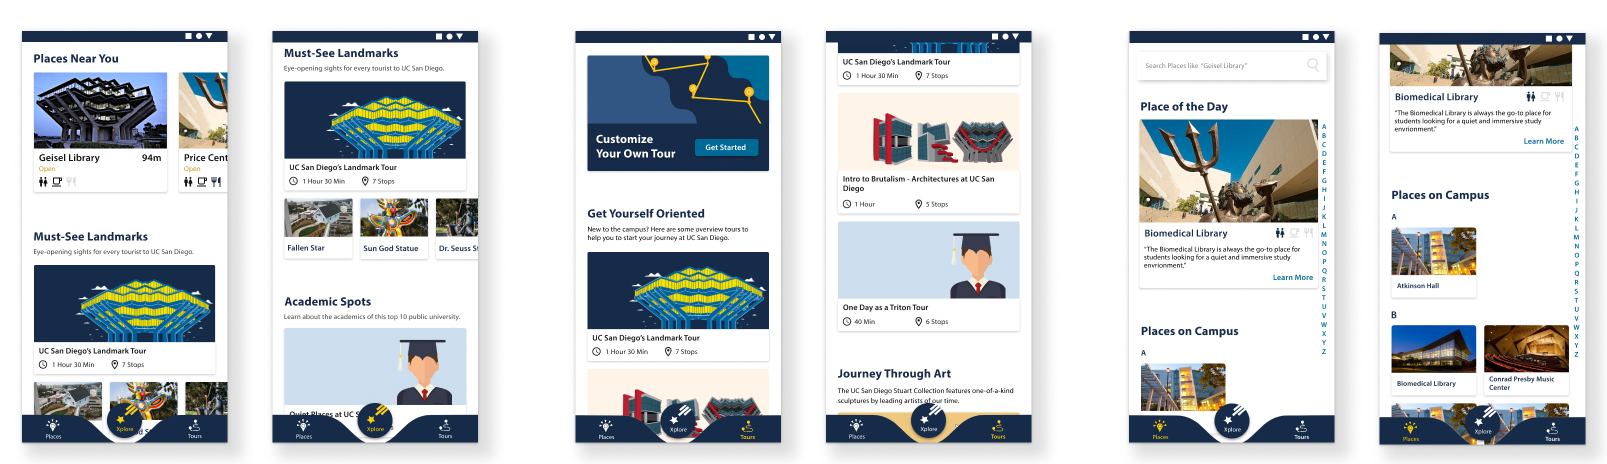 Places Near You
Geisel Library 94m
Open
Price Cent
Open
Must-See Landmarks
Eye-opening sights for every tourist to UC San Diego.
UC San Diego's Landmark Tour
1 Hour 30 Min 7 Stops
Places
Xplore
Tours
Must-See Landmarks
Eye-opening sights for every tourist to UC San Diego.
UC San Diego's Landmark Tour
1 Hour 30 Min 7 Stops
Fallen Star
Sun God Statue
Dr. Seuss St
Academic Spots
Learn about the academics of this top 10 public university.
Quiet Places at UC S
Places
Xplore
Tours
Customize
Your Own Tour
Get Started
Get Yourself Oriented
New to the campus? Here are some overview tours to
help you to start your journey at UC San Diego.
UC San Diego's Landmark Tour
1 Hour 30 Min 7 Stops
Places
Xplore
Tours
UC San Diego's Landmark Tour
1 Hour 30 Min 7 Stops
Intro to Brutalism - Architectures at UC San
Diego
1 Hour 5 Stops
One Day as a Triton Tour
40 Min 6 Stops
Journey Through Art
The UC San Diego Stuart Collection features one-of-a-kind
sculptures by leading artists of our time.
Places
Xplore
Tours
Search Places like "Geisel Library"
Place of the Day
Biomedical Library
"The Biomedical Library is always the go-to place for
students looking for a quiet and immersive study
envrionment."
Learn More
Places on Campus
A
A
B
C
D
E
F
G
H
I
J
K
L
M
N
O
P
Q
R
S
T
U
V
W
X
Y
Z
Places
Xplore
Tours
Biomedical Library
"The Biomedical Library is always the go-to place for
students looking for a quiet and immersive study
envrionment."
Learn More
Places on Campus
A
Atkinson Hall
B
Biomedical Library
Conrad Presby Music
Center
A
B
C
D
E
F
G
H
I
J
K
L
M
N
O
P
Q
R
S
T
U
V
W
X
Y
Z
Places
Xplore
Tours